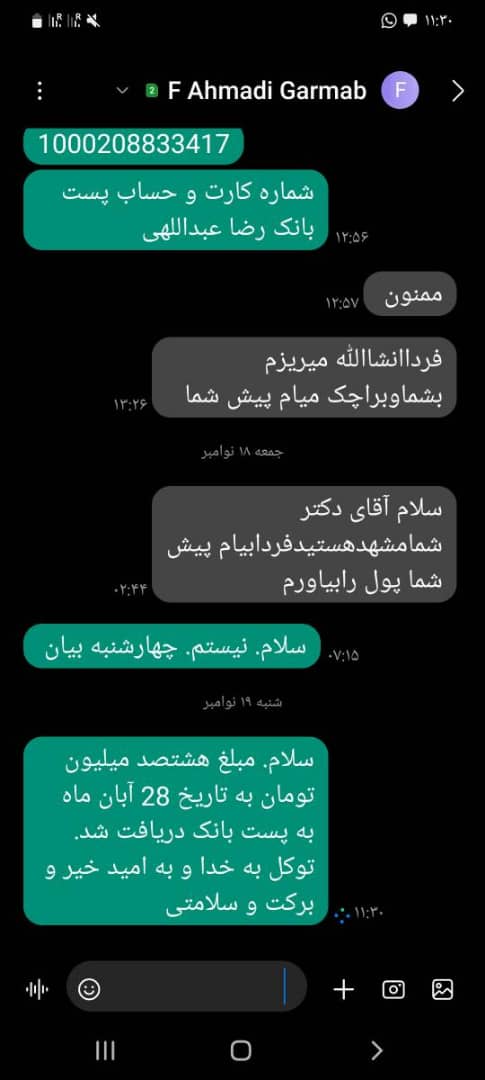 ۱۱:۳۰
F Ahmadi Garmab
2
F
1000208833417
شماره کارت و حساب پست
بانک رضا عبداللهی
۱۲:۵۶
ممنون
۱۲:۵۷
فرداانشاالله میریزم
بشماوبراچک میام پیش شما
۱۳:۲۶
جمعه ۱۸ نوامبر
سلام آقای دکتر
شمامشهدهستیدفردابیام پیش
شما پول رابیاورم
۰۲:۴۴
سلام. نیستم. چهارشنبه بیان
۰۷:۱۵
شنبه ۱۹ نوامبر
سلام. مبلغ هشتصد میلیون
تومان به تاریخ 28 آبان ماه
به پست بانک دریافت شد.
توکل به خدا و به امید خیر و
برکت و سلامتی
۱۱:۳۰